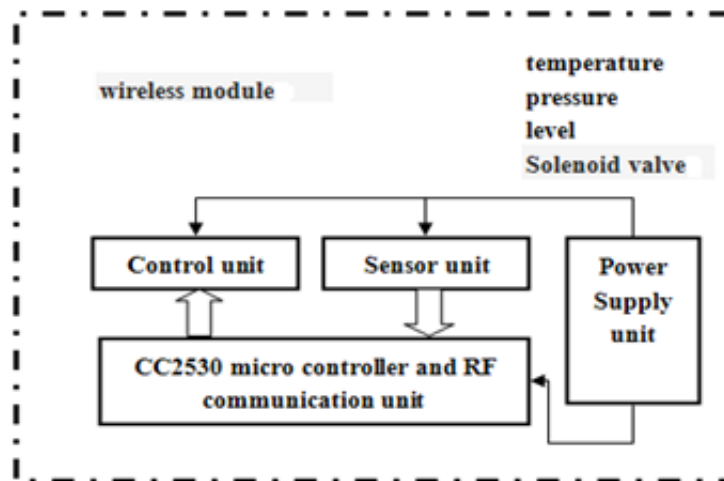 wireless module
temperature
pressure
level
Solenoid valve
Control unit
Sensor unit
Power
Supply
unit
CC2530 micro controller and RF
communication unit